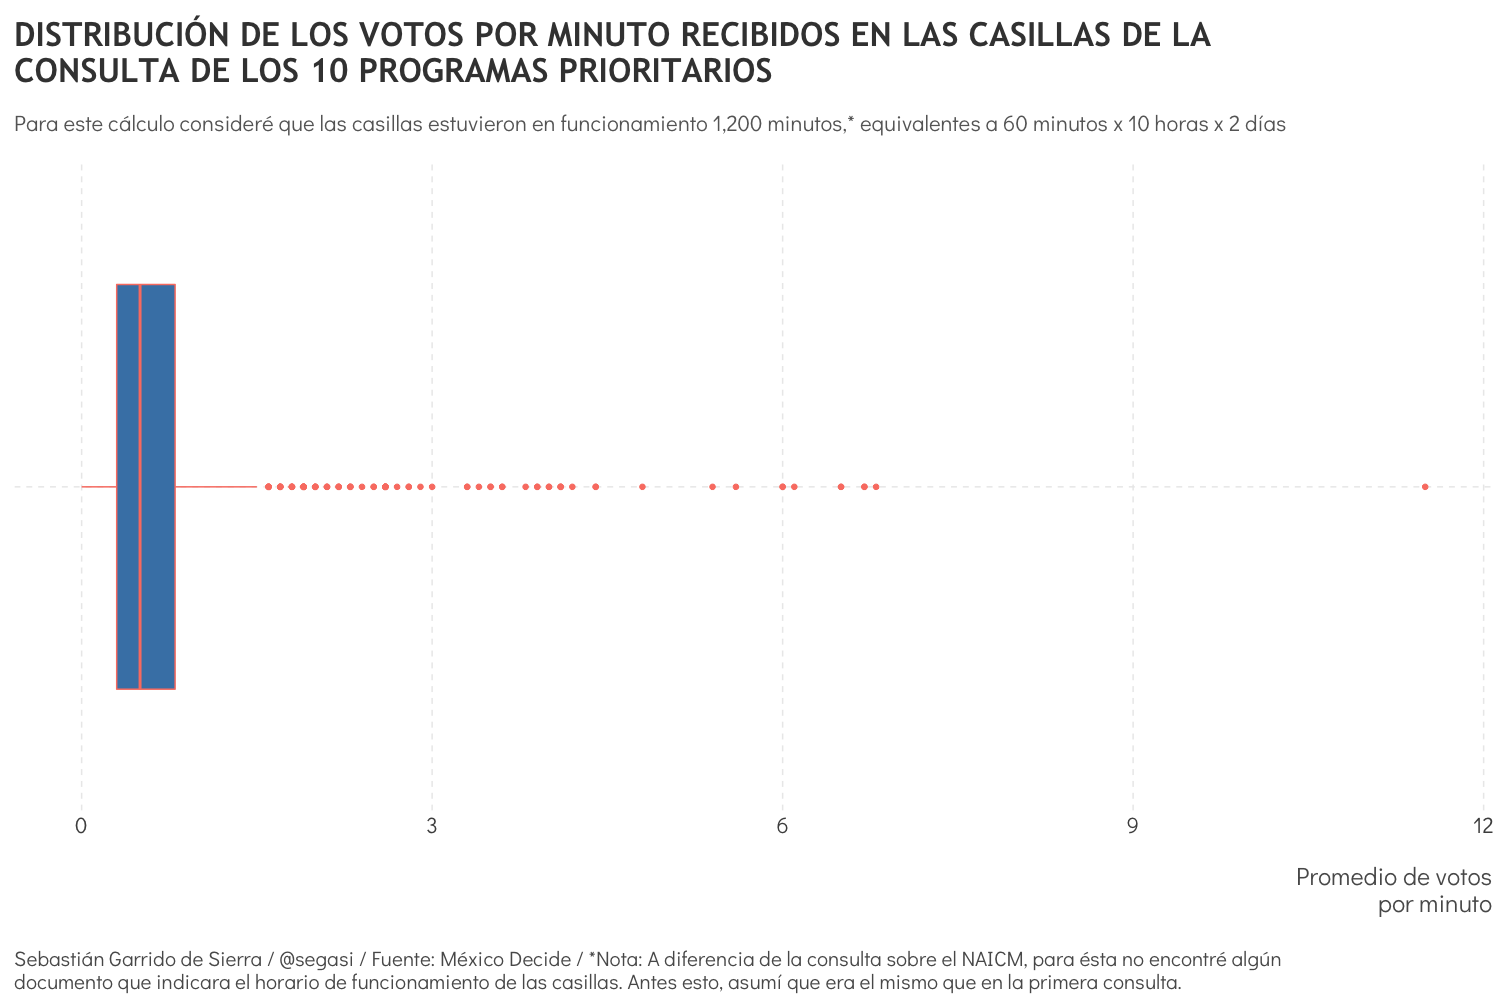 DISTRIBUCIÓN DE LOS VOTOS POR MINUTO RECIBIDOS EN LAS CASILLAS DE LA
CONSULTA DE LOS 10 PROGRAMAS PRIORITARIOS
Para este cálculo consideré que las casillas estuvieron en funcionamiento 1,200 minutos,* equivalentes a 60 minutos x 10 horas x 2 días
0 3 6 9 12
Promedio de votos
por minuto
Sebastián Garrido de Sierra / @segasi / Fuente: México Decide / *Nota: A diferencia de la consulta sobre el NAICM, para ésta no encontré algún
documento que indicara el horario de funcionamiento de las casillas. Antes esto, asumí que era el mismo que en la primera consulta.